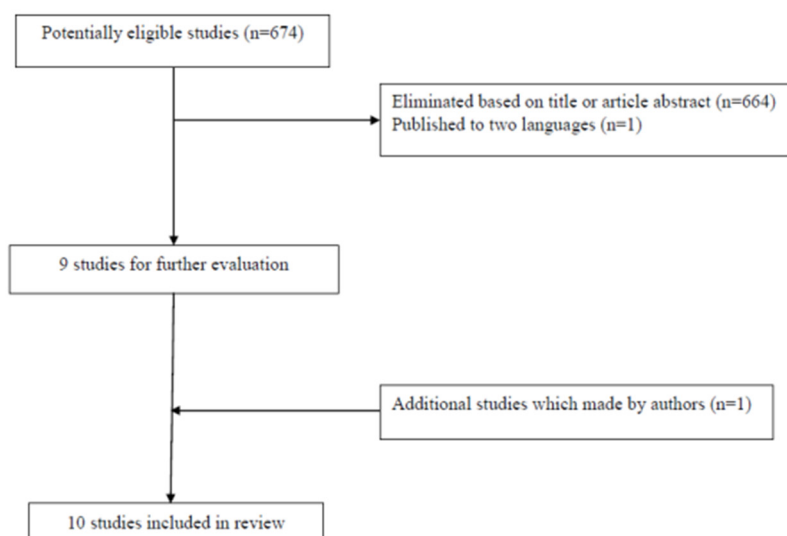 Potentially eligible studies (n=674)
Eliminated based on title or article abstract (n=664)
Published to two languages (n=1)
9 studies for further evaluation
Additional studies which made by authors (n=1)
10 studies included in review